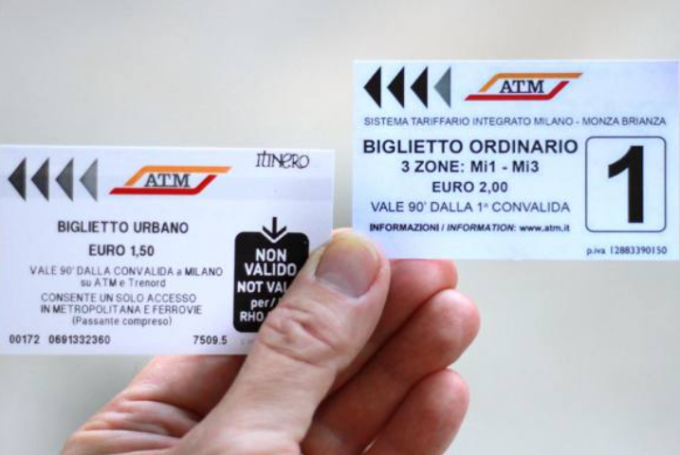 ATM
ITINERO
BIGLIETTO URBANO
EURO 1,50
VALE 90' DALLA CONVALIDA a MILANO
su ATM e Trenord
CONSENTE UN SOLO ACCESSO
IN METROPOLITANA E FERROVIE
(Passante compreso)
00172 0691332360 7509.5
NON
VALIDO
NOT
per/
RHO
ATM
SISTEMA TARIFFARIO INTEGRATO MILANO - MONZA BRIANZA
BIGLIETTO ORDINARIO
3 ZONE: Mi1 - Mi3
EURO 2,00
VALE 90' DALLA 1ª CONVALIDA
INFORMAZIONI / INFORMATION: www.atm.it
1
p.iva 12883390150